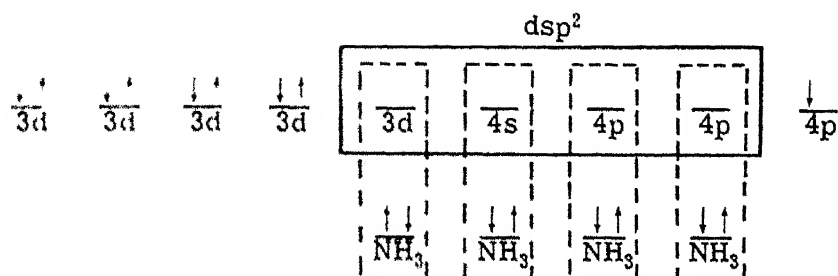 dsp²
3d 3d 3d 3d 3d 4s 4p 4p 4p
NH₃ NH₃ NH₃ NH₃